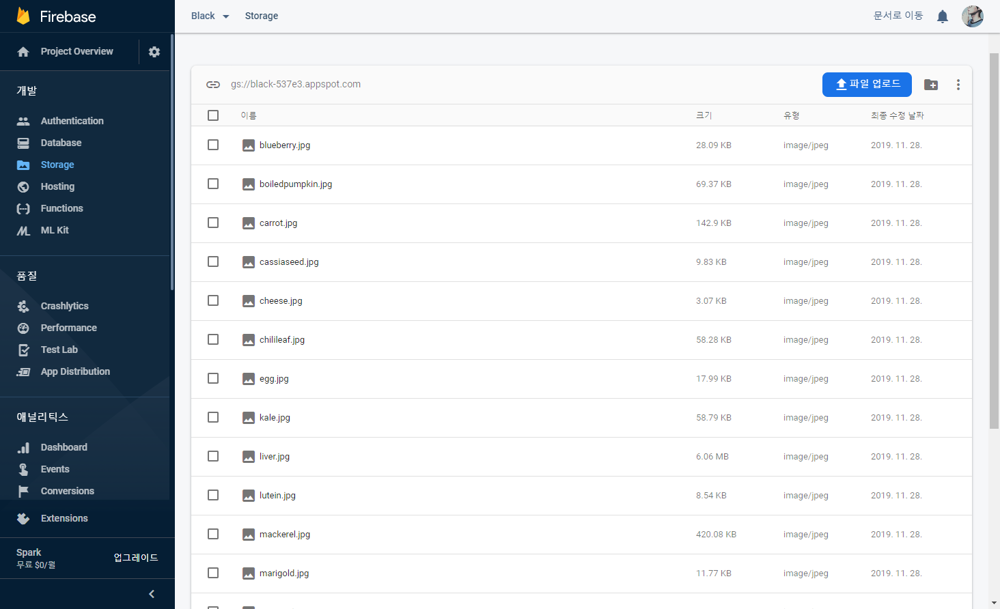 Firebase
Project Overview
개발
Authentication
Database
Storage
Hosting
Functions
ML Kit
품질
Crashlytics
Performance
Test Lab
App Distribution
애널리틱스
Dashboard
Events
Conversions
Extensions
Spark
무료 $0/월
업그레이드
Black Storage
문서로 이동
gs://black-537e3.appspot.com
파일 업로드
이름 크기 유형 최종 수정 날짜
blueberry.jpg 28.09 KB image/jpeg 2019. 11. 28.
boiledpumpkin.jpg 69.37 KB image/jpeg 2019. 11. 28.
carrot.jpg 142.9 KB image/jpeg 2019. 11. 28.
cassiaseed.jpg 9.83 KB image/jpeg 2019. 11. 28.
cheese.jpg 3.07 KB image/jpeg 2019. 11. 28.
chilileaf.jpg 58.28 KB image/jpeg 2019. 11. 28.
egg.jpg 17.99 KB image/jpeg 2019. 11. 28.
kale.jpg 58.79 KB image/jpeg 2019. 11. 28.
liver.jpg 6.06 MB image/jpeg 2019. 11. 28.
lutein.jpg 8.54 KB image/jpeg 2019. 11. 28.
mackerel.jpg 420.08 KB image/jpeg 2019. 11. 28.
marigold.jpg 11.77 KB image/jpeg 2019. 11. 28.